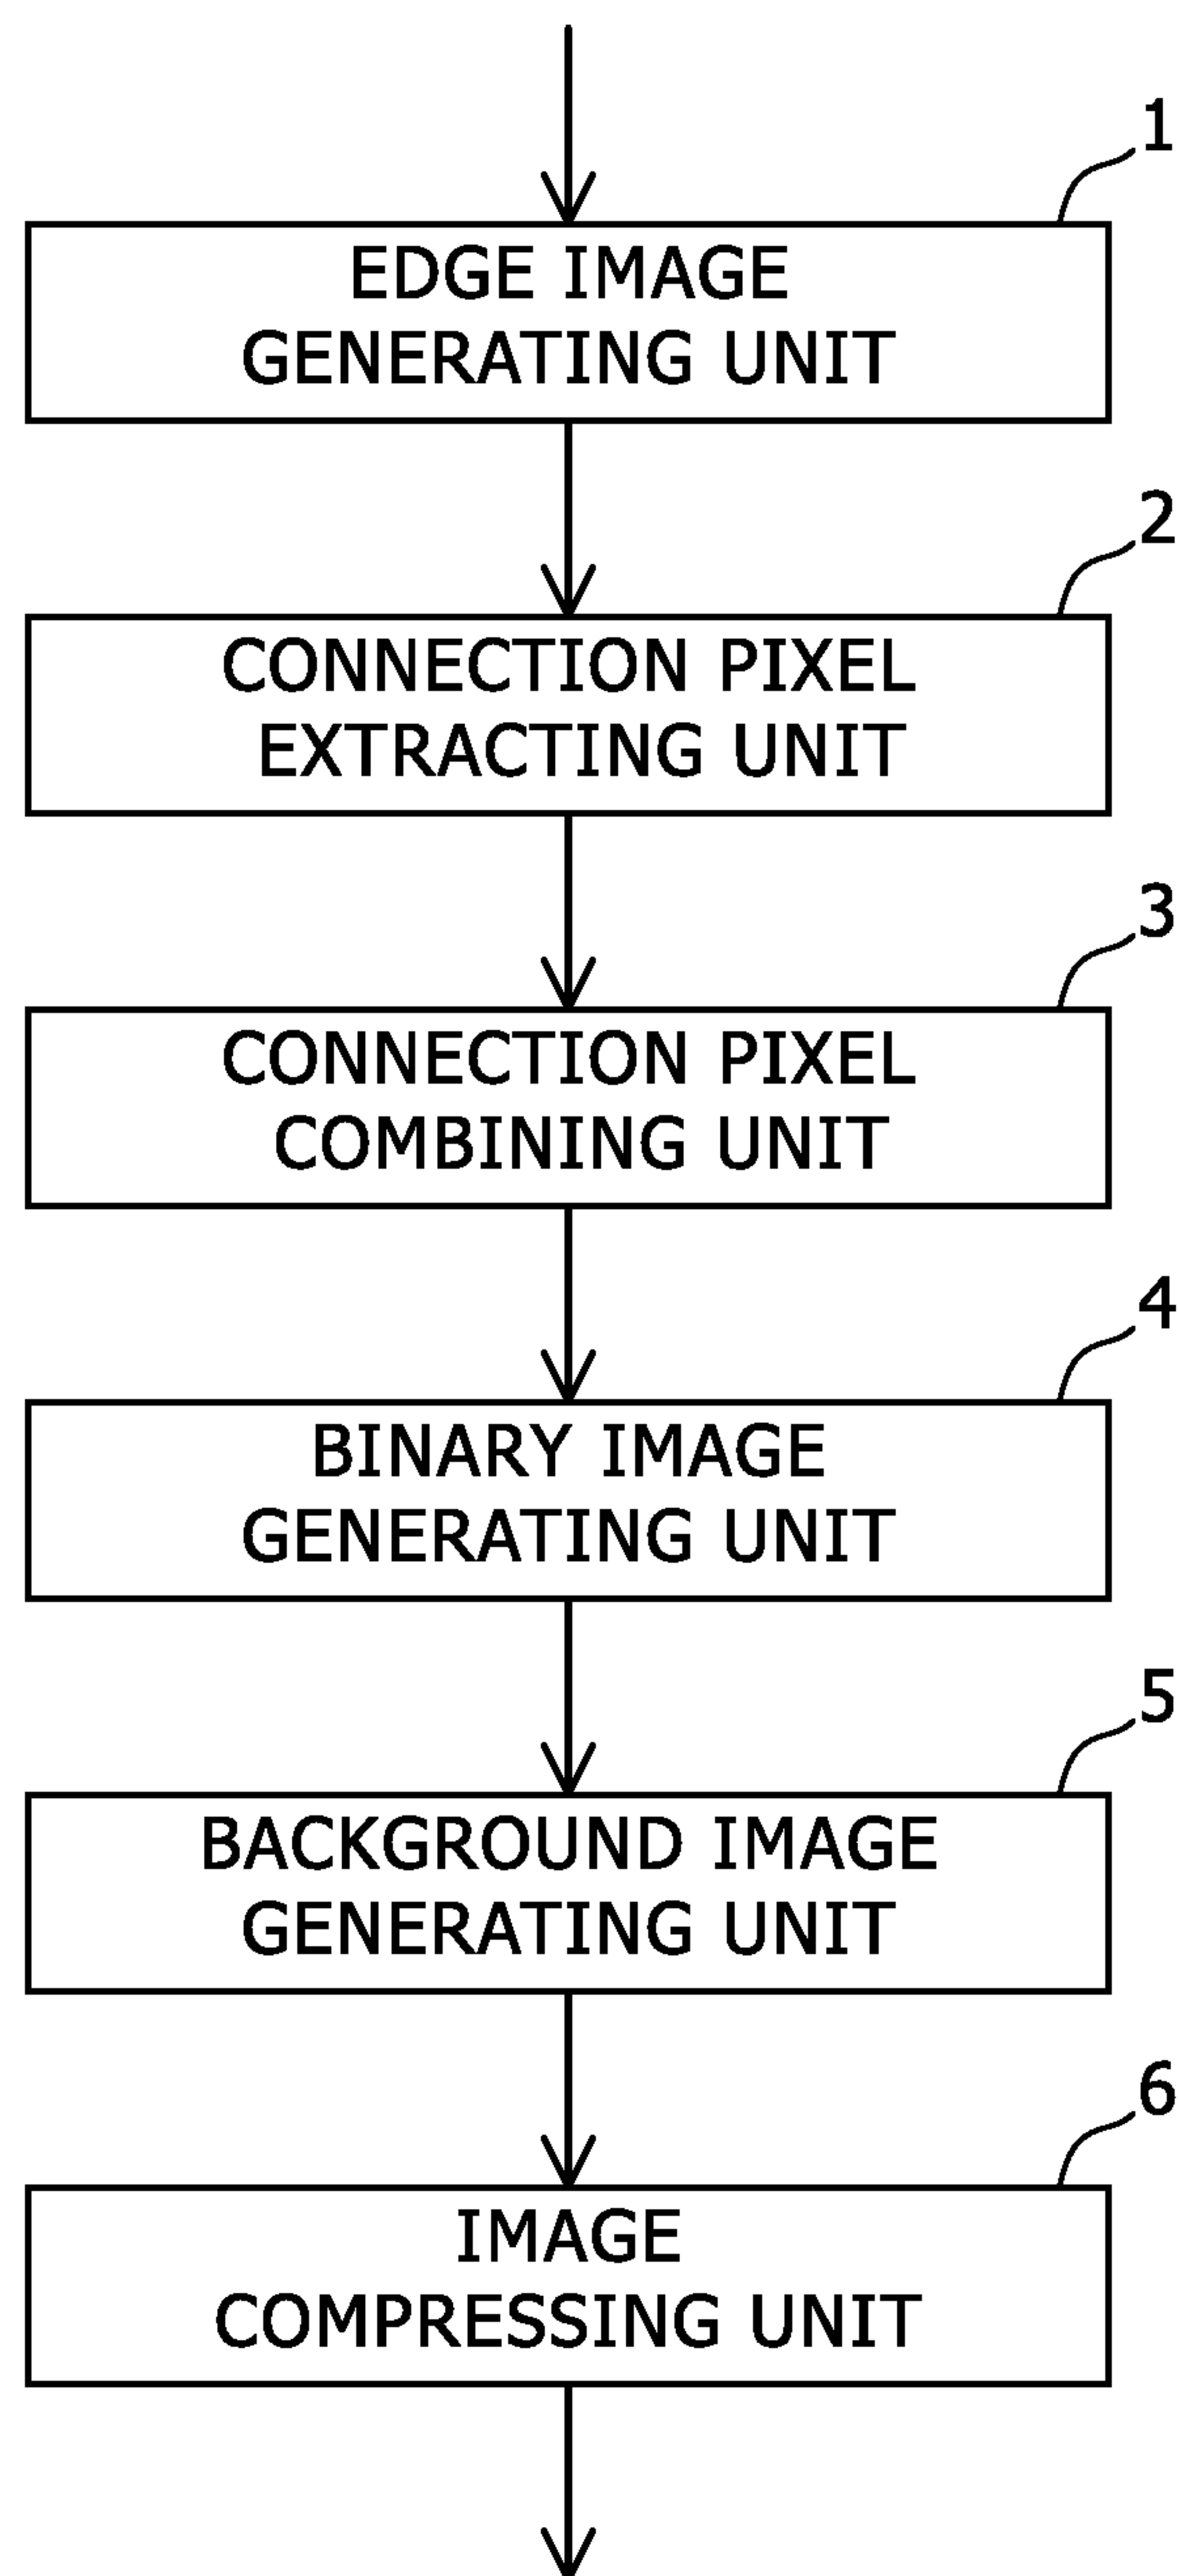 1
EDGE IMAGE
GENERATING UNIT
2
CONNECTION PIXEL
EXTRACTING UNIT
3
CONNECTION PIXEL
COMBINING UNIT
4
BINARY IMAGE
GENERATING UNIT
5
BACKGROUND IMAGE
GENERATING UNIT
6
IMAGE
COMPRESSING UNIT